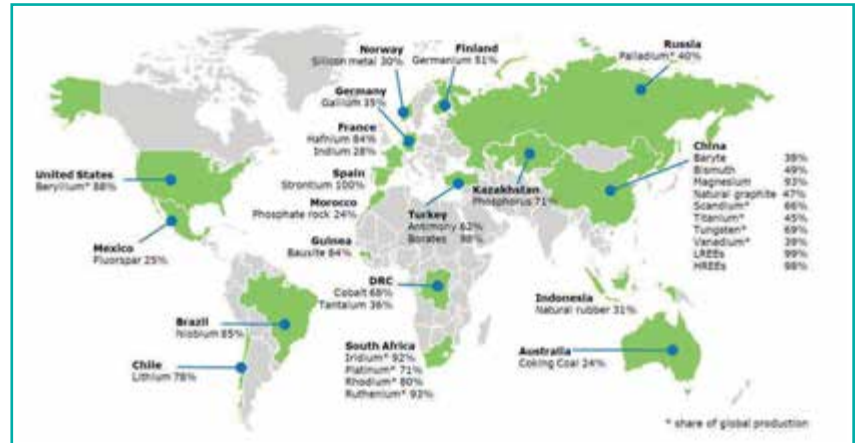 Norway
Silicon metal 30%
Finland
Germanium 51%
Russia
Palladium* 40%
Germany
Gallium 35%
France
Hafnium 84%
Indium 28%
Spain
Strontium 100%
Morocco
Phosphate rock 24%
Guinea
Bauxite 64%
United States
Beryllium* 88%
Mexico
Fluorspar 25%
Brazil
Niobium 85%
Chile
Lithium 78%
Turkey
Antimony 62%
Borates 98%
Kazakhstan
Phosphorus 71%
DRC
Cobalt 68%
Tantalum 36%
South Africa
Iridium* 92%
Platinum* 71%
Rhodium* 80%
Ruthenium* 93%
China
Baryte 38%
Bismuth 49%
Magnesium 93%
Natural graphite 47%
Scandium* 66%
Titanium* 45%
Tungsten* 69%
Vanadium* 39%
LREEs 99%
HREEs 98%
Indonesia
Natural rubber 31%
Australia
Coking Coal 24%
* share of global production